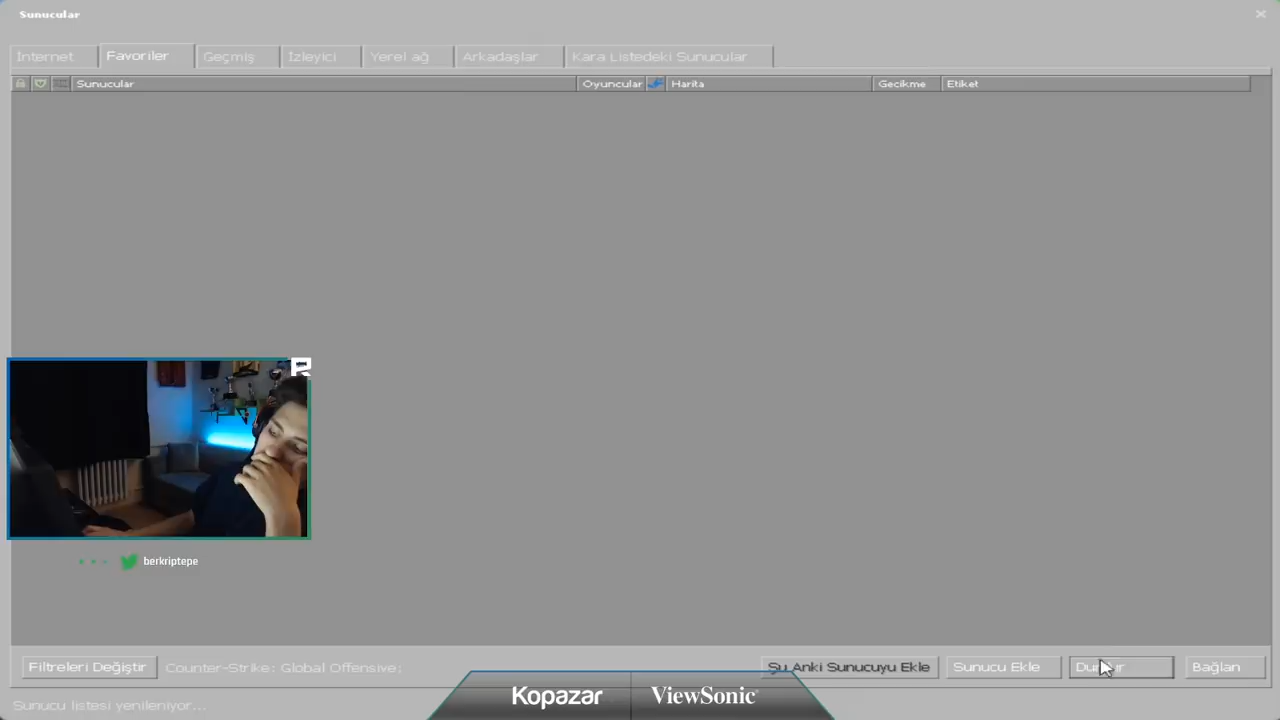 Sunucular
İnternet Favoriler Geçmiş İzleyici Yerel ağ Arkadaşlar Kara Listedeki Sunucular
Sunucular Oyuncular Harita Gecikme Etiket
berkriptepe
Filtreleri Değiştir Counter-Strike: Global Offensive; Şu Anki Sunucuyu Ekle Sunucu Ekle Bağlan
Kopazar ViewSonic
Sunucu listesi yenileniyor...